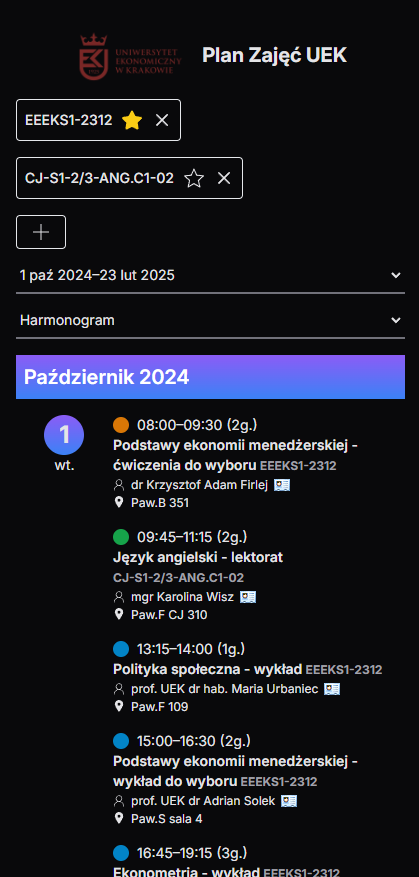 UNIWERSYTET
EKONOMICZNY
W KRAKOWIE
Plan Zajęć UEK
EEEKS1-2312
CJ-S1-2/3-ANG.C1-02
1 paź 2024–23 lut 2025
Harmonogram
Październik 2024
1
wt.
08:00–09:30 (2g.)
Podstawy ekonomii menedżerskiej -
ćwiczenia do wyboru EEEKS1-2312
dr Krzysztof Adam Firlej
Paw.B 351
09:45–11:15 (2g.)
Język angielski - lektorat
CJ-S1-2/3-ANG.C1-02
mgr Karolina Wisz
Paw.F CJ 310
13:15–14:00 (1g.)
Polityka społeczna - wykład EEEKS1-2312
prof. UEK dr hab. Maria Urbaniec
Paw.F 109
15:00–16:30 (2g.)
Podstawy ekonomii menedżerskiej -
wykład do wyboru EEEKS1-2312
prof. UEK dr Adrian Solek
Paw.S sala 4
16:45–19:15 (3g.)
Ekonometria - wykład EEEKS1-2312